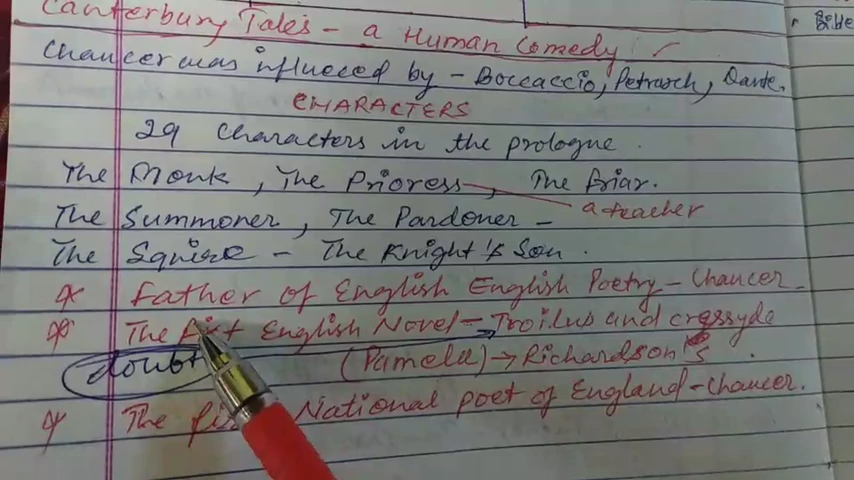 Canterbury Tales - a Human Comedy
Bible
Chaucer was influeced by - Boccaccio, Petrarch, Dante.
CHARACTERS
29 characters in the prologue.
The Monk, The Prioress, The Friar.
a teacher
The Summoner, The Pardoner -
The Squire - The Knight's Son.
Father of English English Poetry - Chaucer
The English Novel - Troilus and cressyde
doubt (Pamela) → Richardson's
The National poet of England - Chaucer.